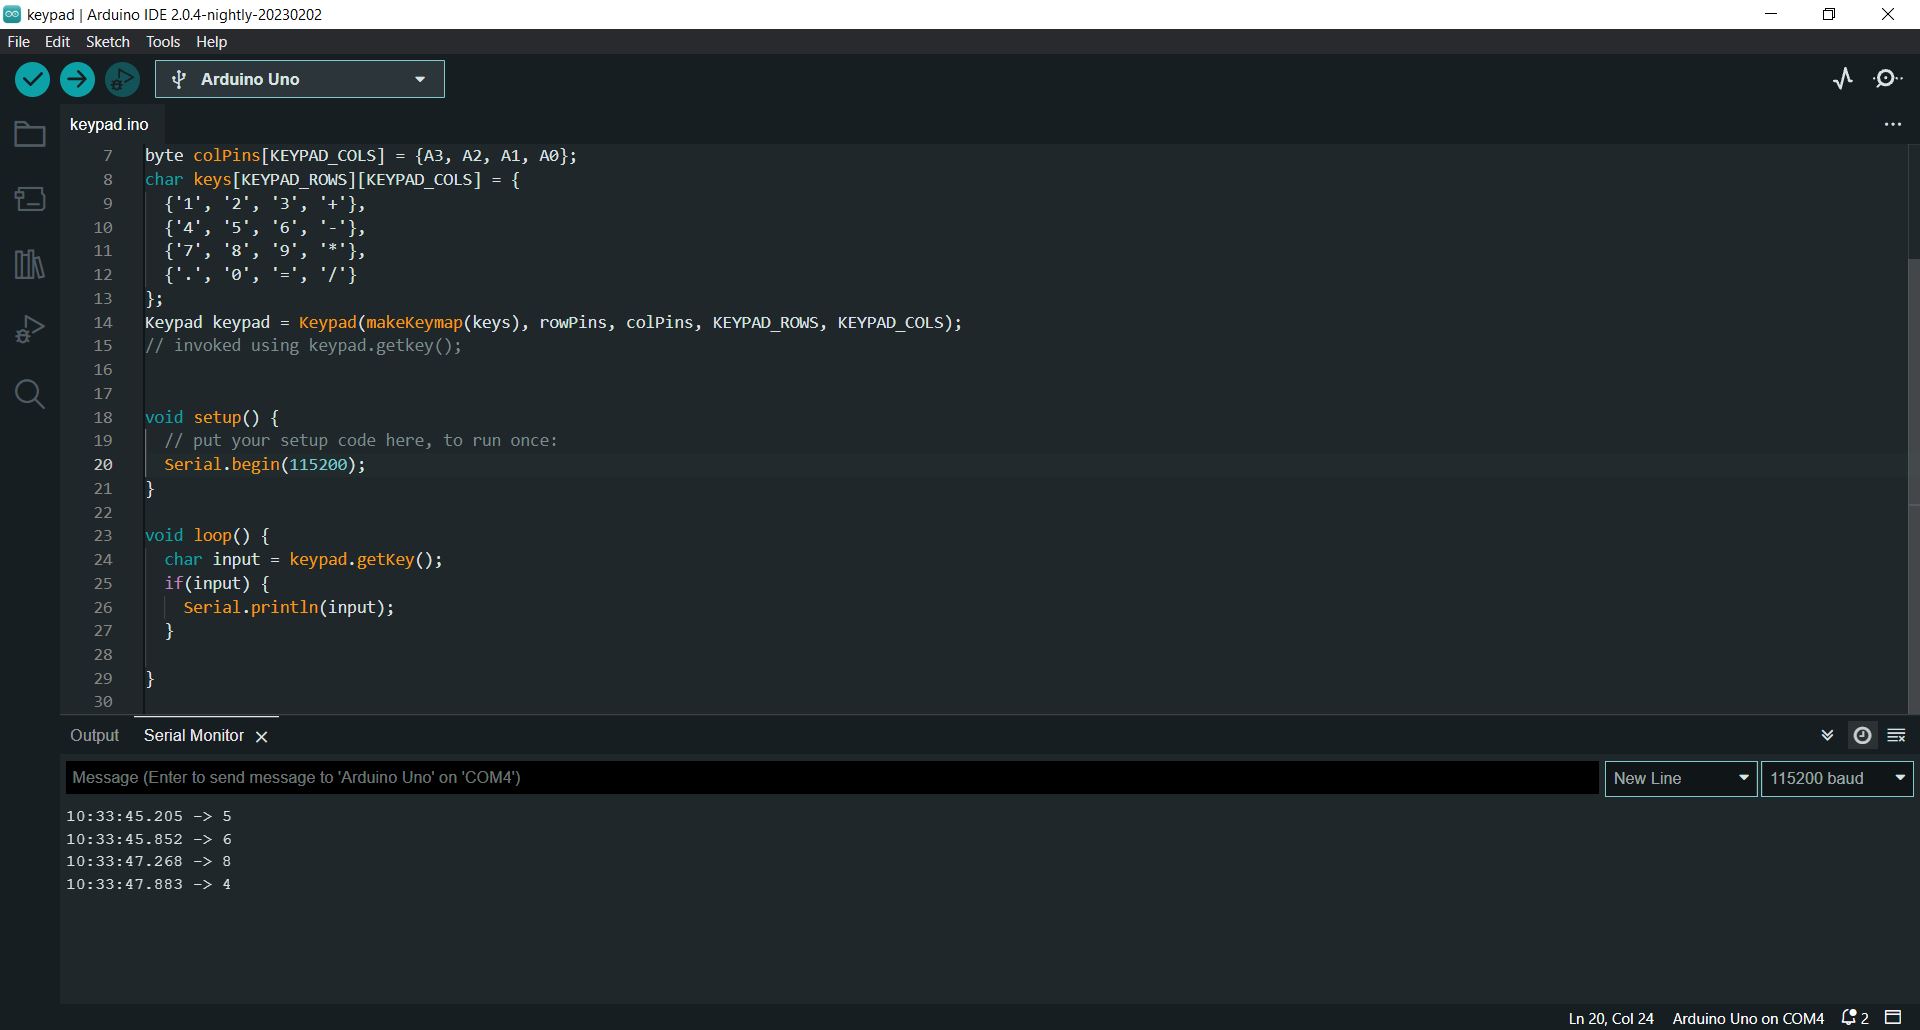 keypad | Arduino IDE 2.0.4-nightly-20230202
File Edit Sketch Tools Help
Arduino Uno
keypad.ino
7 byte colPins[KEYPAD_COLS] = {A3, A2, A1, A0};
8 char keys[KEYPAD_ROWS][KEYPAD_COLS] = {
9 {'1', '2', '3', '+'},
10 {'4', '5', '6', '-'},
11 {'7', '8', '9', '*'},
12 {'.', '0', '=', '/'}
13 };
14 Keypad keypad = Keypad(makeKeymap(keys), rowPins, colPins, KEYPAD_ROWS, KEYPAD_COLS);
15 // invoked using keypad.getkey();
16
17
18 void setup() {
19 // put your setup code here, to run once:
20 Serial.begin(115200);
21 }
22
23 void loop() {
24 char input = keypad.getKey();
25 if(input) {
26 Serial.println(input);
27 }
28
29 }
30
Output Serial Monitor
Message (Enter to send message to 'Arduino Uno' on 'COM4') New Line 115200 baud
10:33:45.205 -> 5
10:33:45.852 -> 6
10:33:47.268 -> 8
10:33:47.883 -> 4
Ln 20, Col 24 Arduino Uno on COM4 2